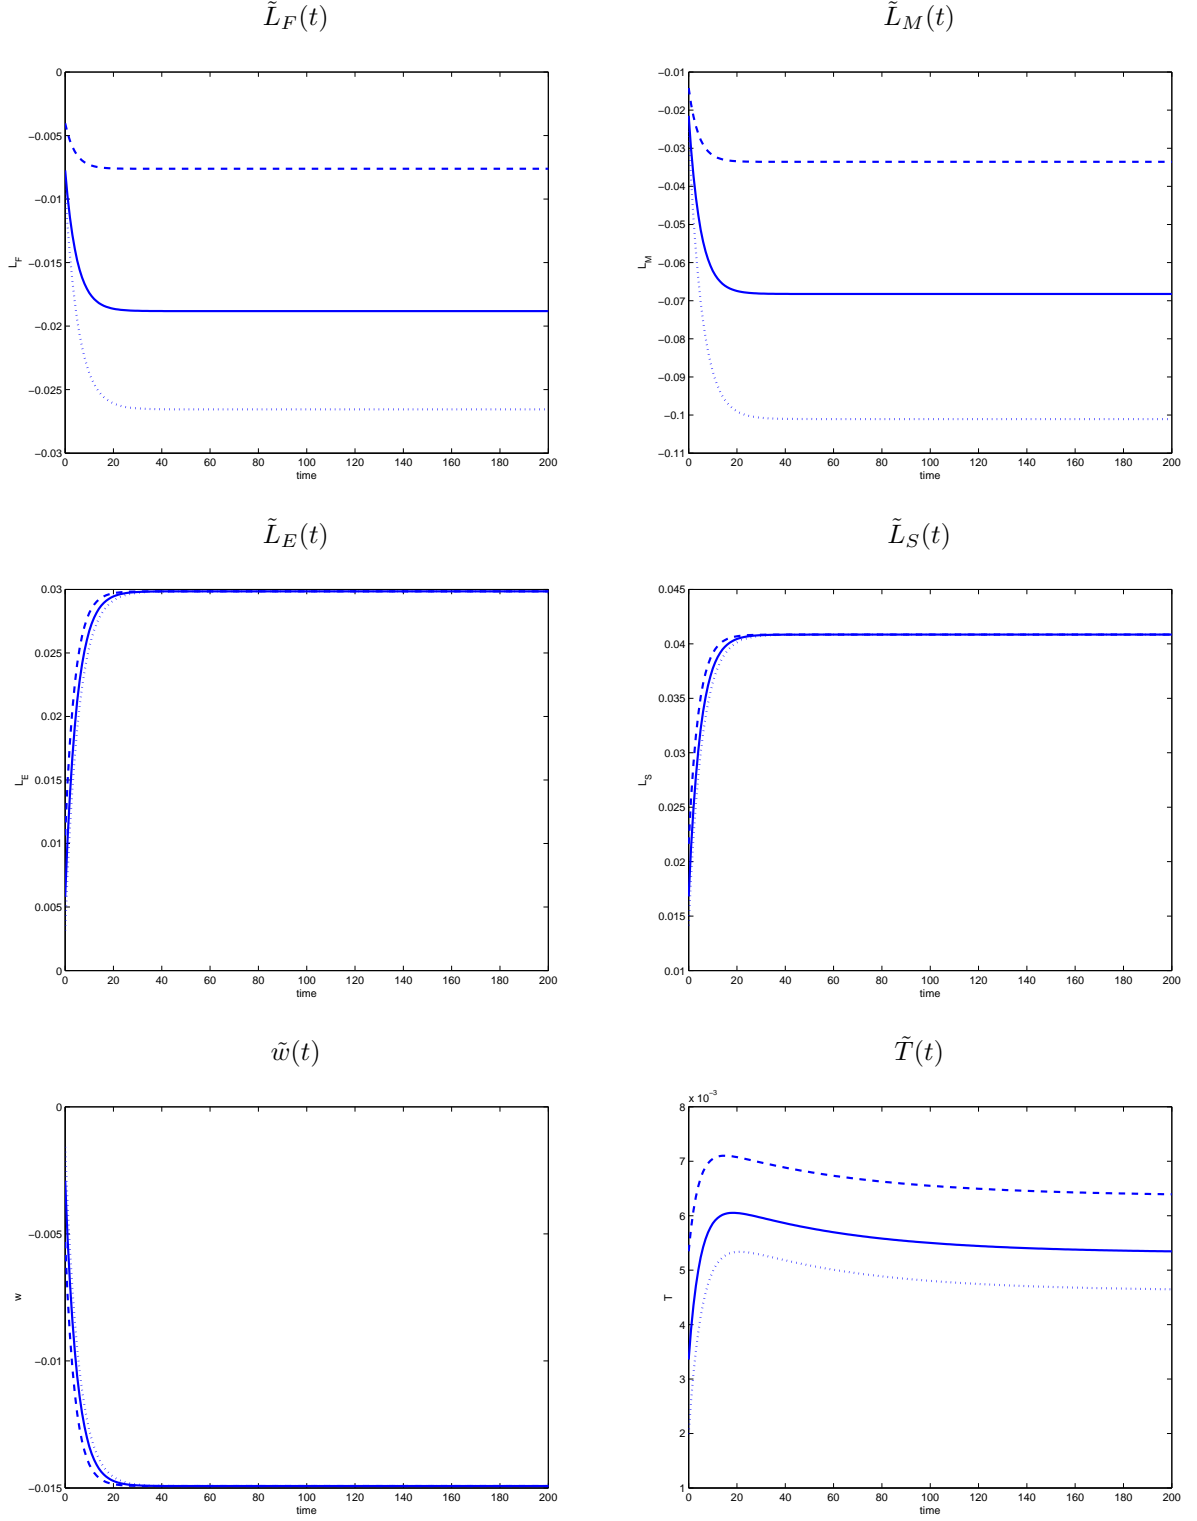 L̃_F(t)
L̃_M(t)
0
−0.005
−0.01
−0.015
−0.02
−0.025
−0.03
L_F
0 20 40 60 80 100 120 140 160 180 200
time
−0.01
−0.02
−0.03
−0.04
−0.05
−0.06
−0.07
−0.08
−0.09
−0.1
−0.11
L_M
0 20 40 60 80 100 120 140 160 180 200
time
L̃_E(t)
L̃_S(t)
0.03
0.025
0.02
0.015
0.01
0.005
0
L_E
0 20 40 60 80 100 120 140 160 180 200
time
0.045
0.04
0.035
0.03
0.025
0.02
0.015
0.01
L_S
0 20 40 60 80 100 120 140 160 180 200
time
w̃(t)
T̃(t)
0
−0.005
−0.01
−0.015
w
0 20 40 60 80 100 120 140 160 180 200
time
x 10⁻³
8
7
6
5
4
3
2
1
T
0 20 40 60 80 100 120 140 160 180 200
time